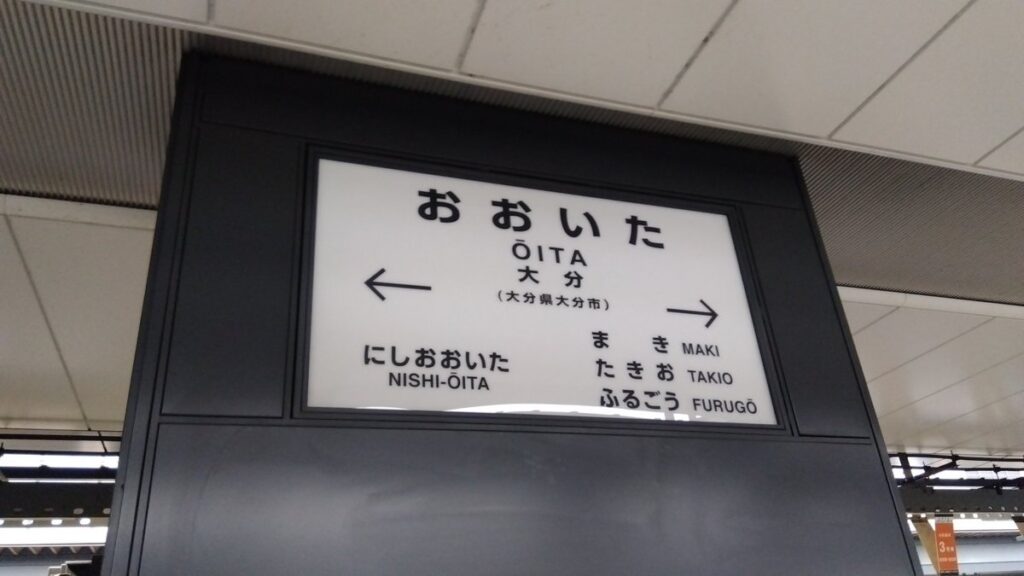 おおいた
ŌITA
大分
(大分県大分市)
← →
にしおおいた
NISHI-ŌITA
まき MAKI
たきお TAKIO
ふるごう FURUGŌ
3